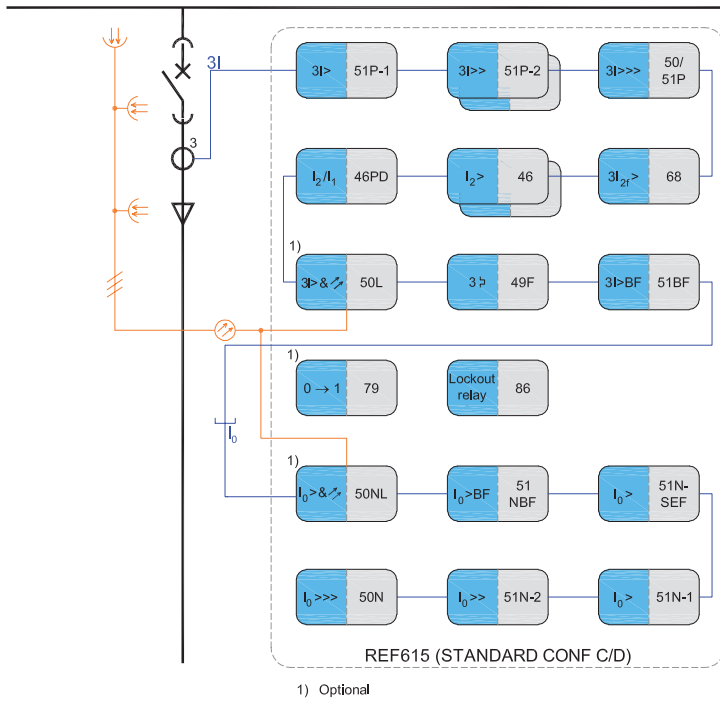 3I
3I> 51P-1
3I>> 51P-2
3I>>> 50/
51P
3
I2/I1 46PD
I2> 46
3I2f> 68
1)
3I>& 50L
3 49F
3I>BF 51BF
1)
0 → 1 79
Lockout
relay 86
I0
1)
I0>& 50NL
I0>BF 51
NBF
I0> 51N-
SEF
I0>>> 50N
I0>> 51N-2
I0> 51N-1
REF615 (STANDARD CONF C/D)
1) Optional